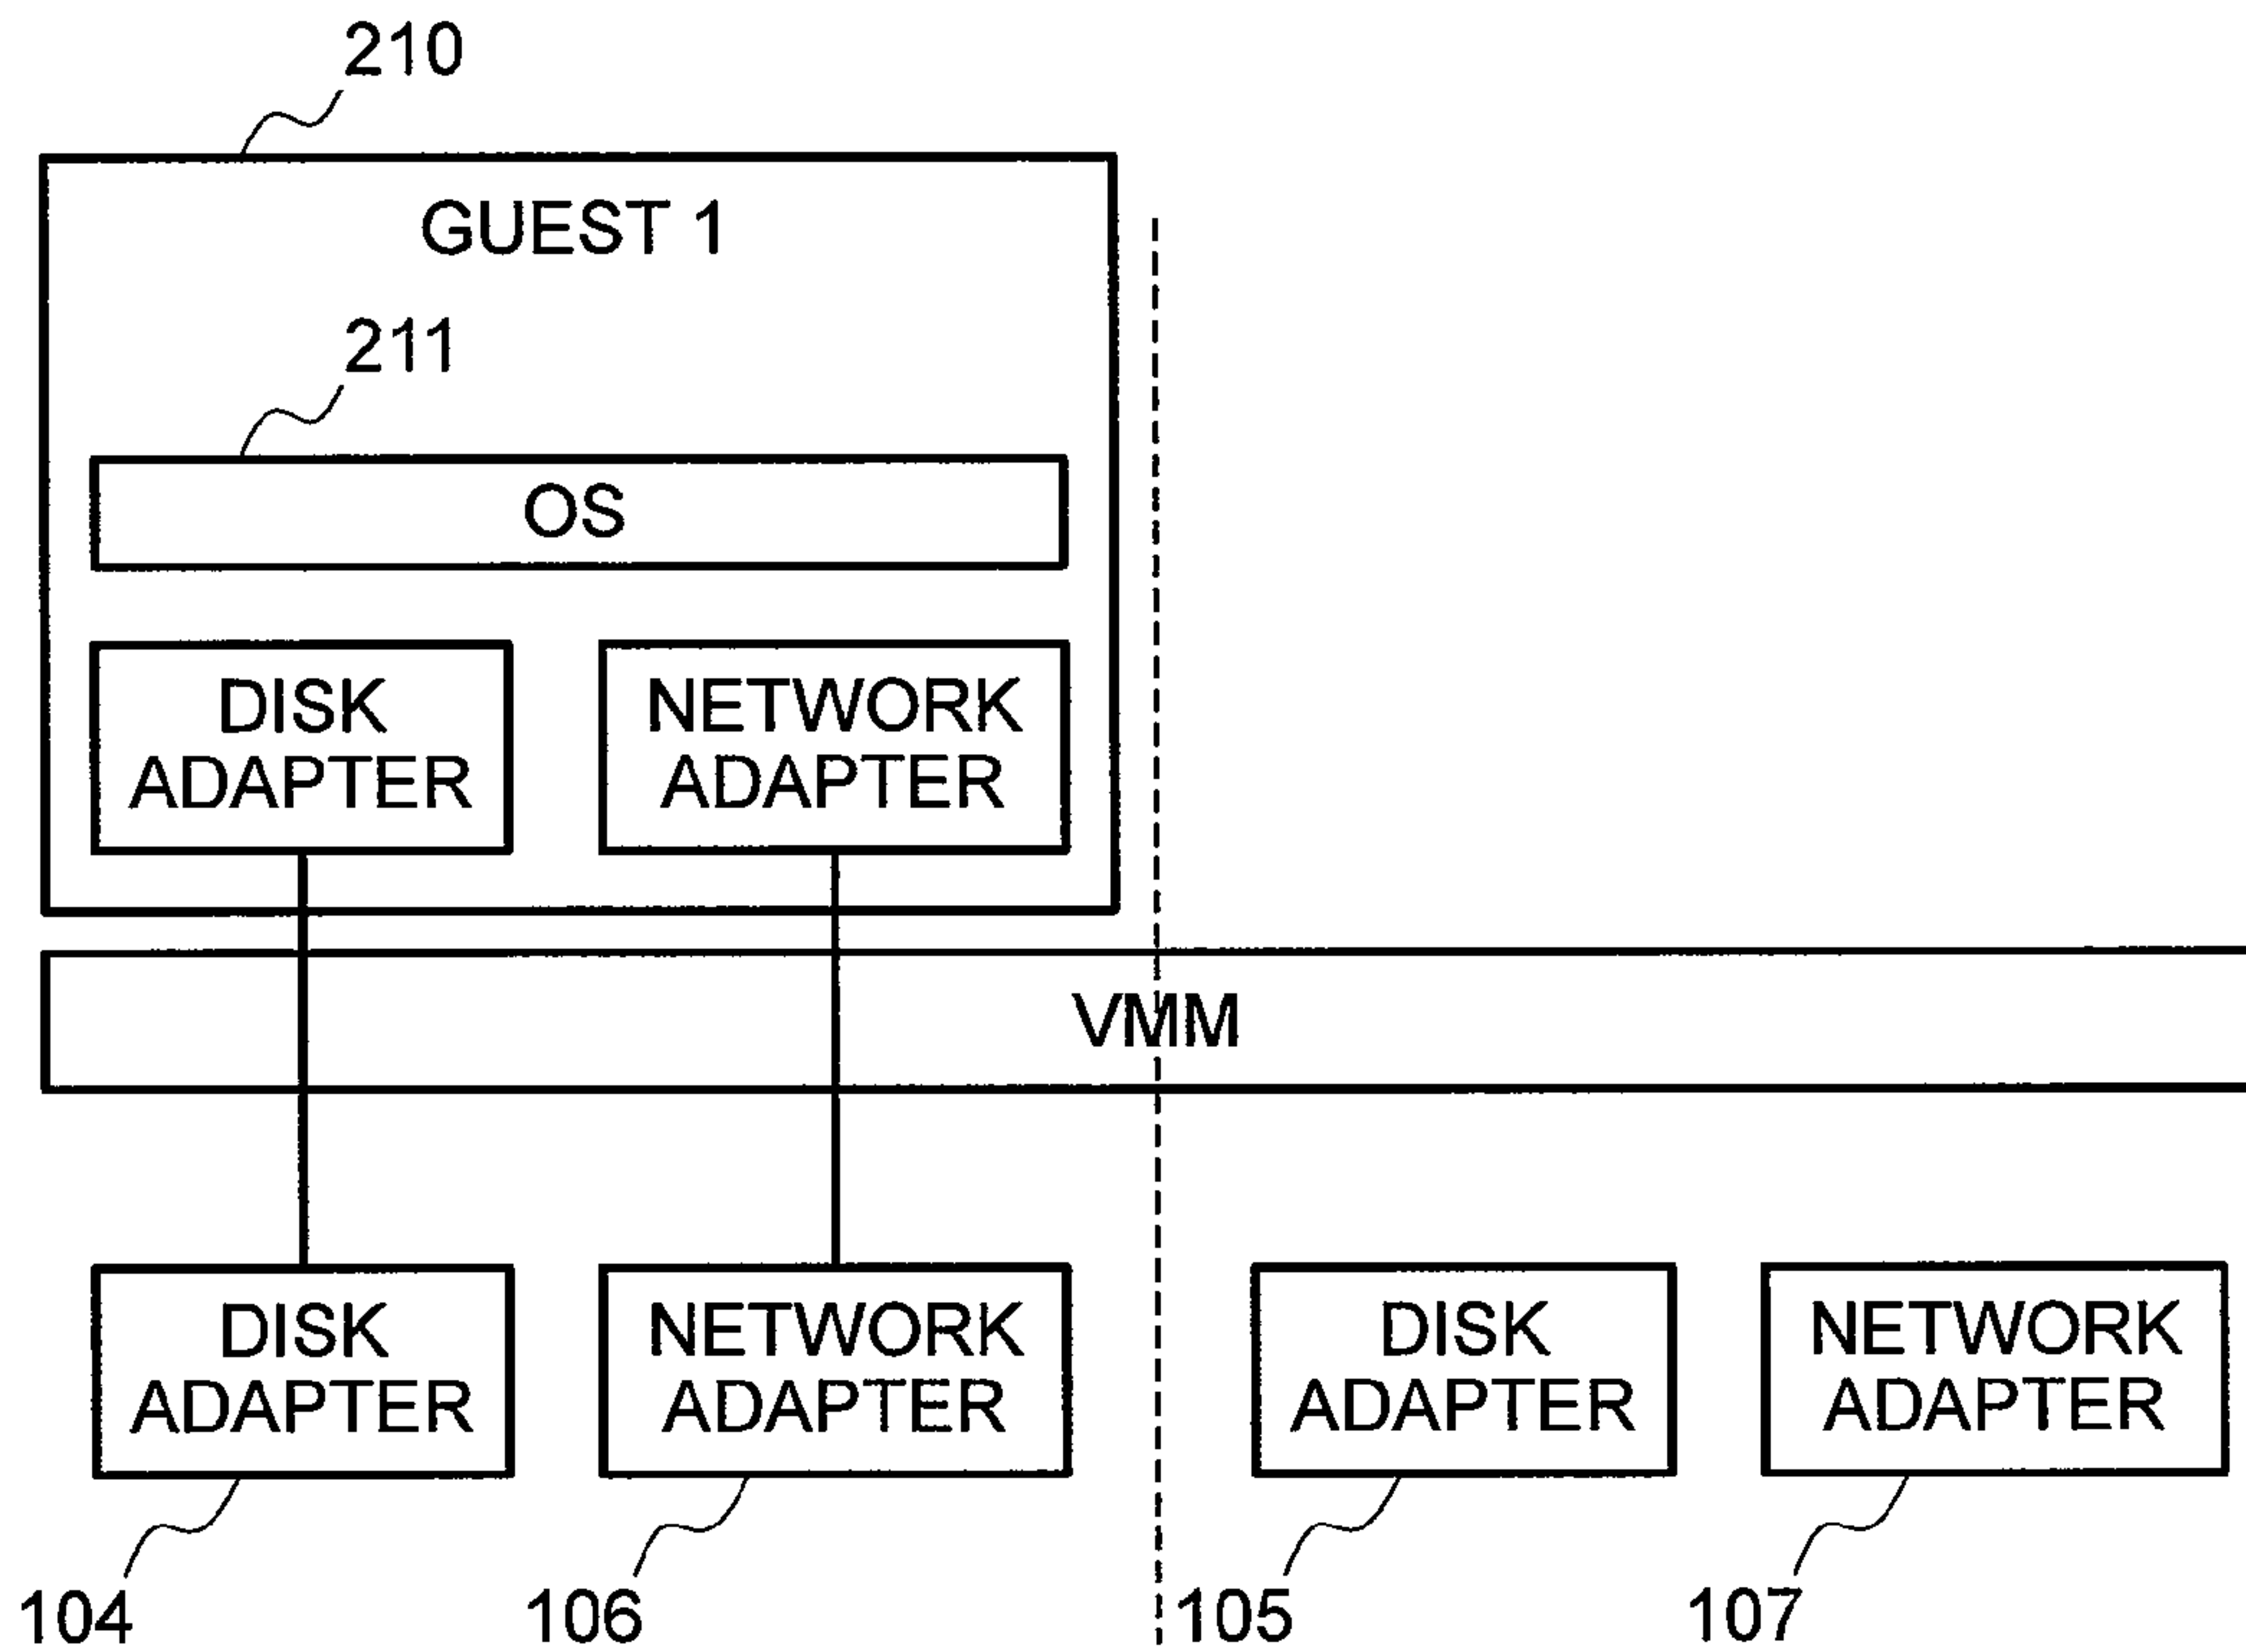 210
GUEST 1
211
OS
DISK
ADAPTER
NETWORK
ADAPTER
VMM
DISK
ADAPTER
NETWORK
ADAPTER
DISK
ADAPTER
NETWORK
ADAPTER
104
106
105
107